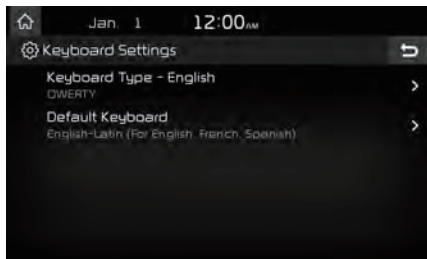 Jan. 1 12:00AM
Keyboard Settings
Keyboard Type - English
QWERTY
Default Keyboard
English-Latin (For English, French, Spanish)